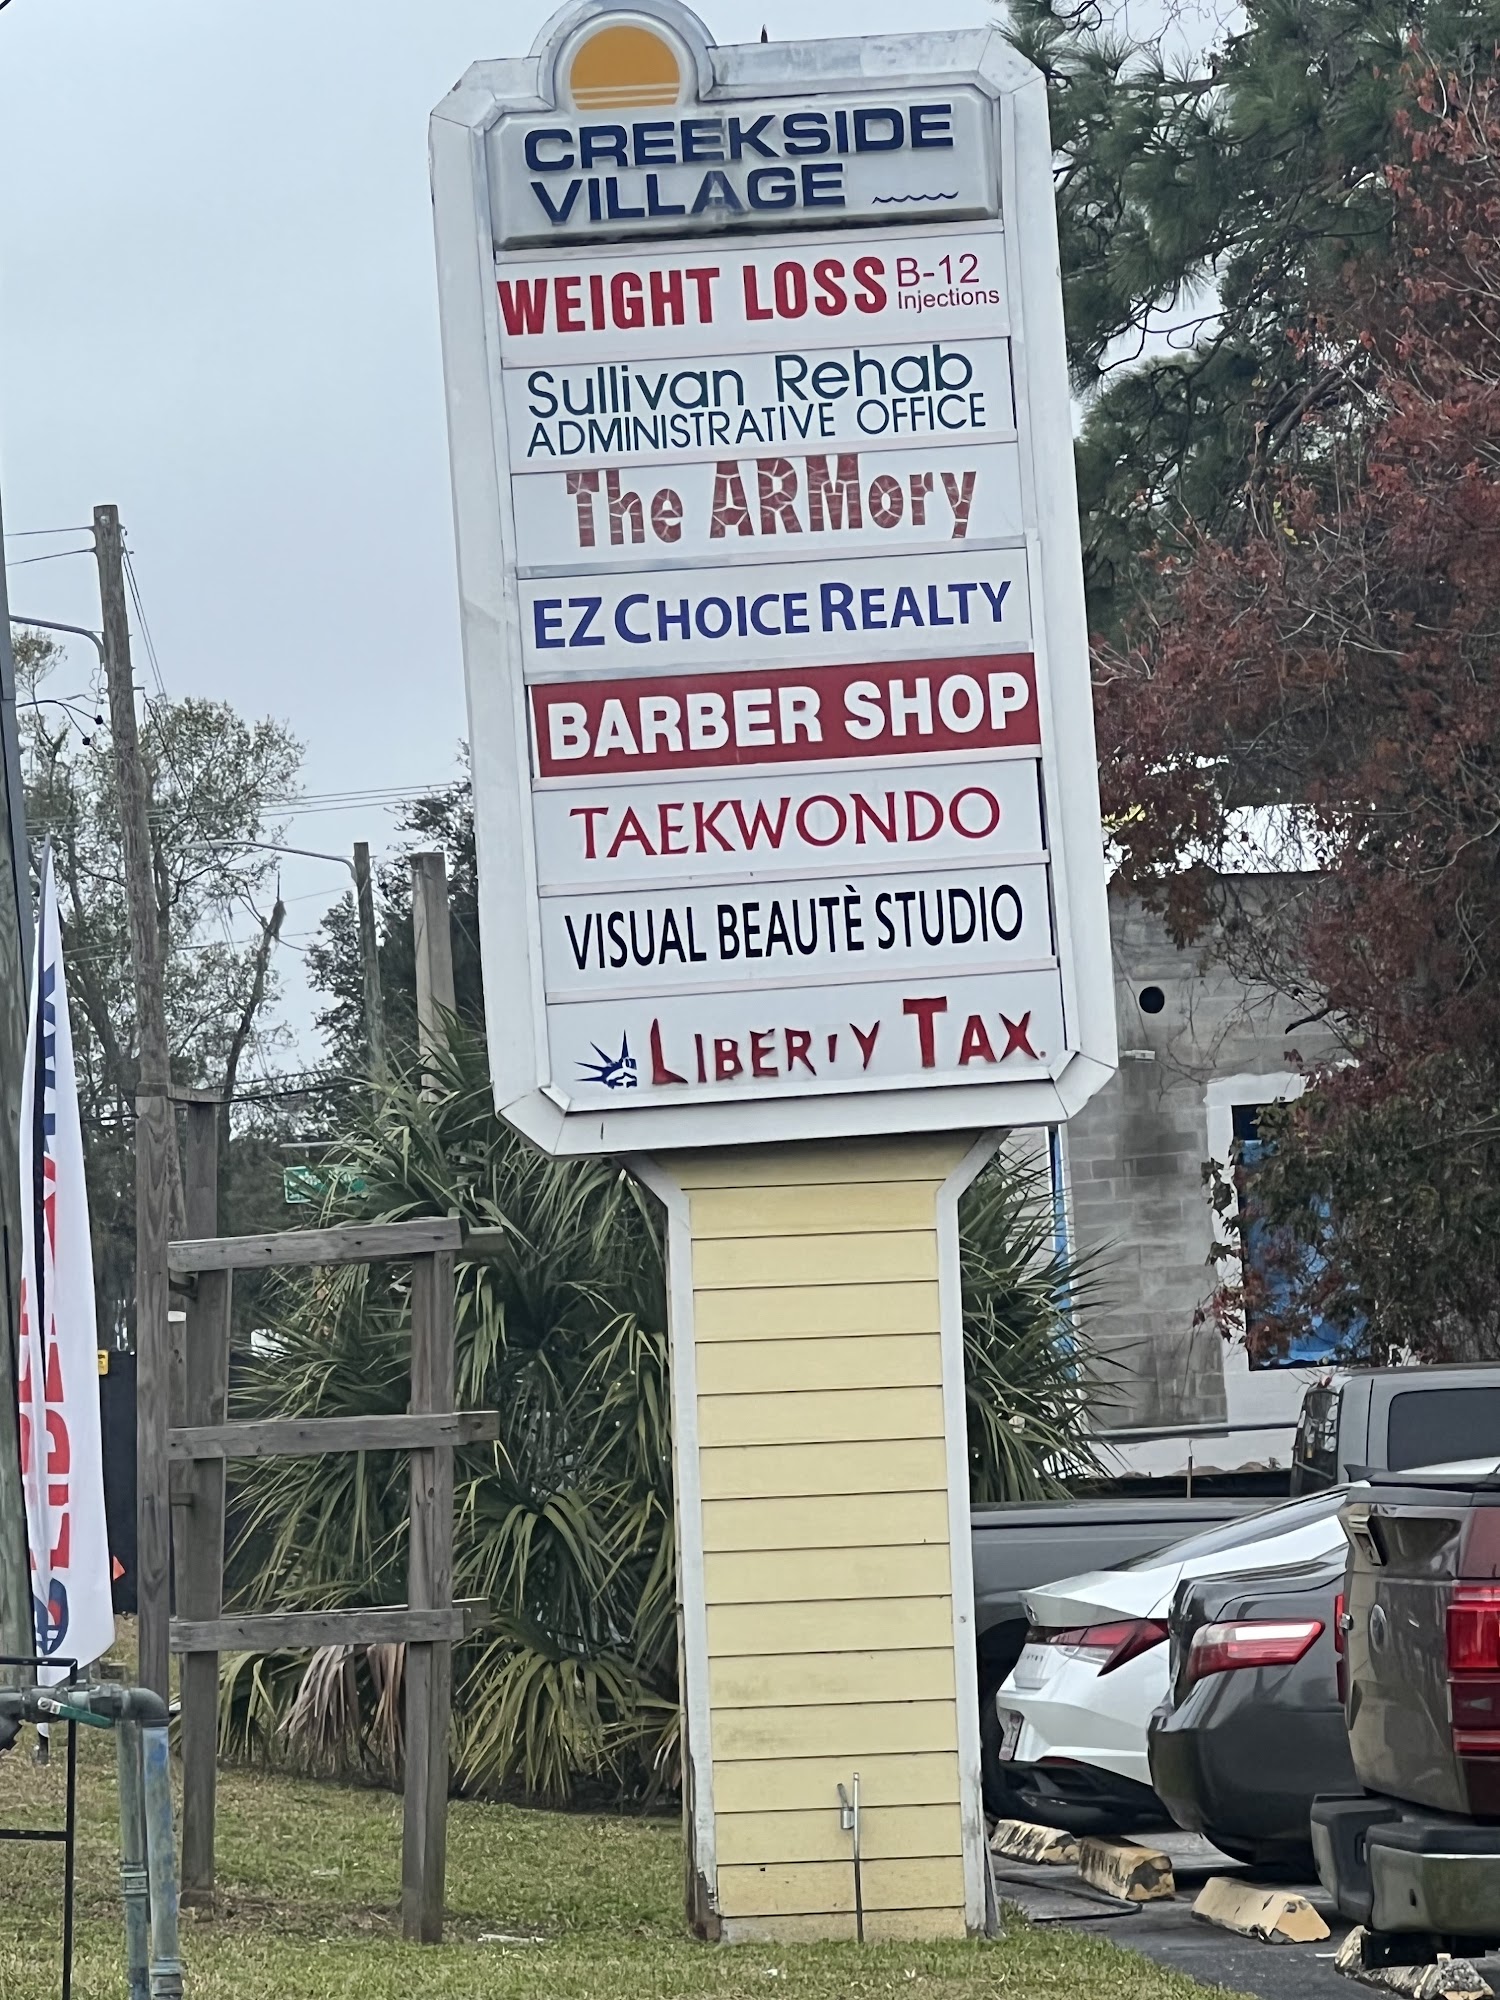 CREEKSIDE
VILLAGE
WEIGHT LOSS B-12
Injections
Sullivan Rehab
ADMINISTRATIVE OFFICE
The ARMory
EZ CHOICE REALTY
BARBER SHOP
TAEKWONDO
VISUAL BEAUTÈ STUDIO
LIBERTY TAX